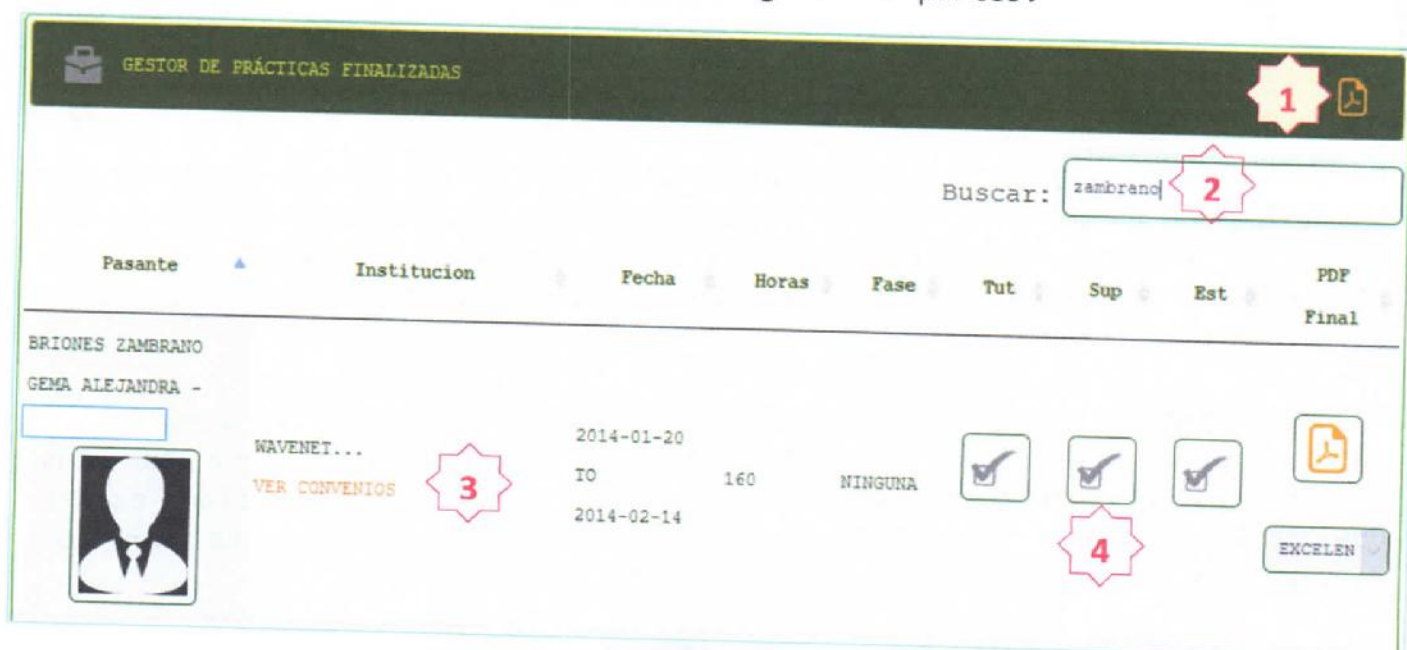 GESTOR DE PRÁCTICAS FINALIZADAS
1
Buscar: zambrano 2
Pasante Institucion Fecha Horas Fase Tut Sup Est PDF Final
BRIONES ZAMBRANO
GEMA ALEJANDRA -
WAVENET...
VER CONVENIOS
3
2014-01-20
TO
2014-02-14
160
NINGUNA
4
EXCELEN